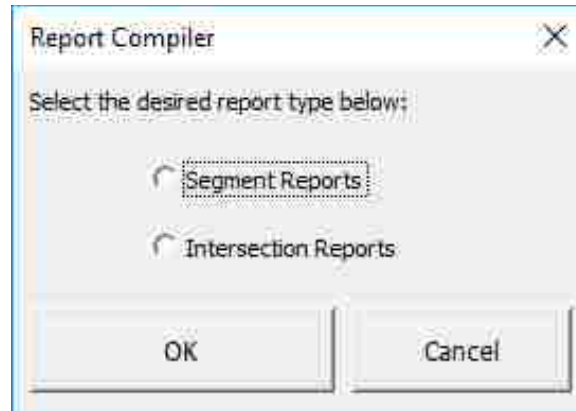 Report Compiler
Select the desired report type below:
Segment Reports
Intersection Reports
OK
Cancel